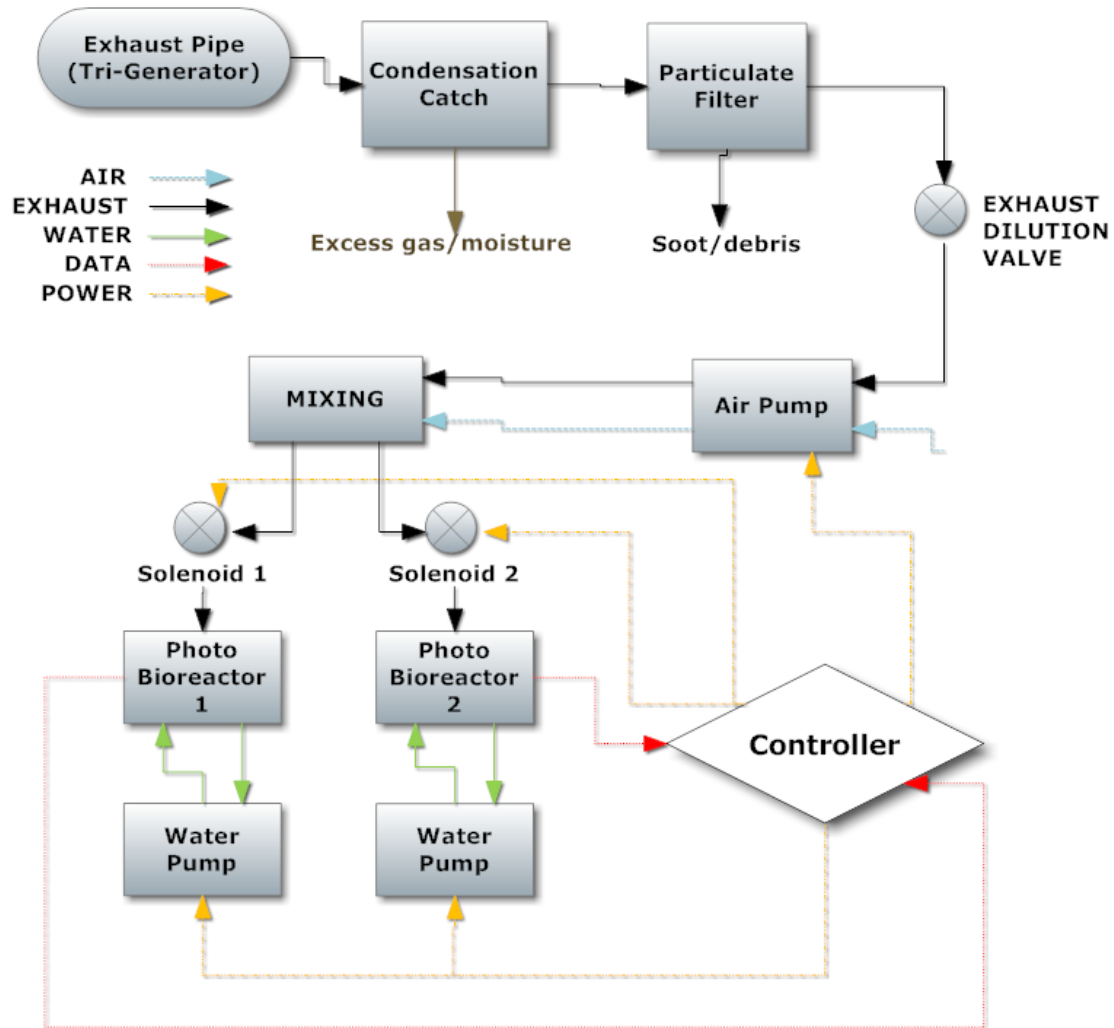 Exhaust Pipe
(Tri-Generator)
Condensation
Catch
Particulate
Filter
AIR
EXHAUST
WATER
DATA
POWER
Excess gas/moisture
Soot/debris
EXHAUST
DILUTION
VALVE
MIXING
Air Pump
Solenoid 1
Solenoid 2
Photo
Bioreactor
1
Photo
Bioreactor
2
Controller
Water
Pump
Water
Pump